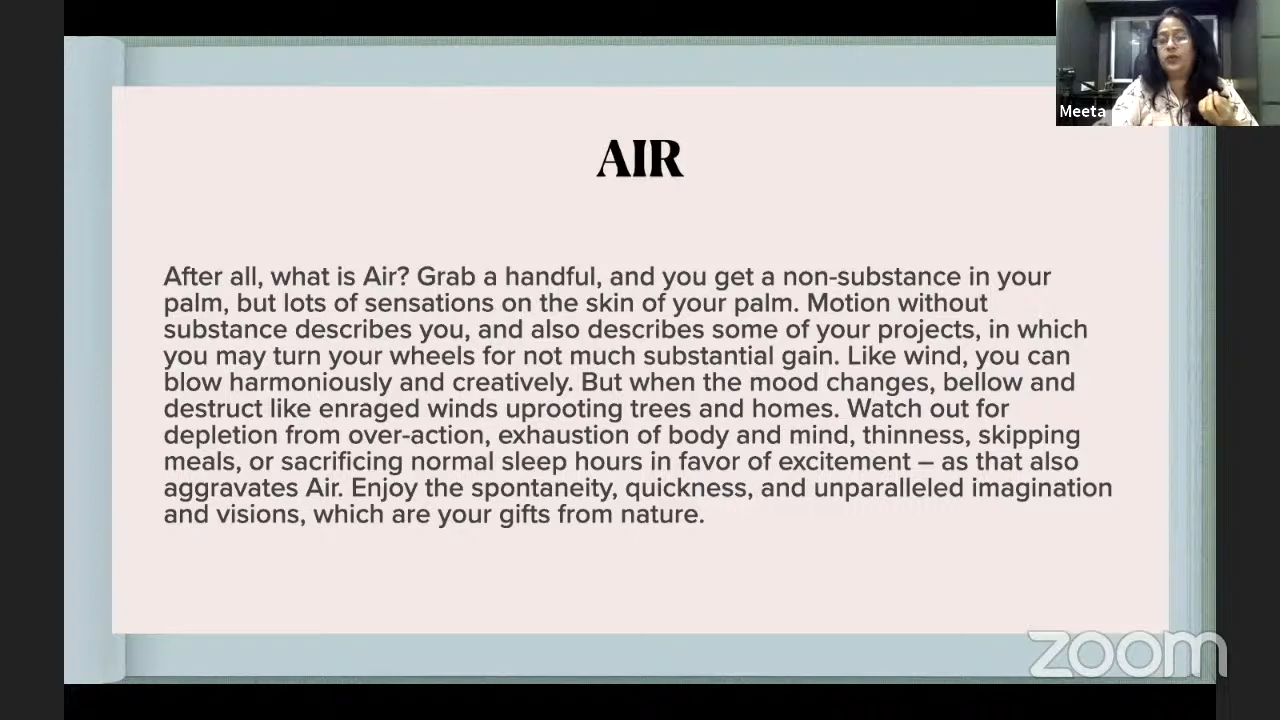 Meeta
AIR
After all, what is Air? Grab a handful, and you get a non-substance in your
palm, but lots of sensations on the skin of your palm. Motion without
substance describes you, and also describes some of your projects, in which
you may turn your wheels for not much substantial gain. Like wind, you can
blow harmoniously and creatively. But when the mood changes, bellow and
destruct like enraged winds uprooting trees and homes. Watch out for
depletion from over-action, exhaustion of body and mind, thinness, skipping
meals, or sacrificing normal sleep hours in favor of excitement – as that also
aggravates Air. Enjoy the spontaneity, quickness, and unparalleled imagination
and visions, which are your gifts from nature.
zoom